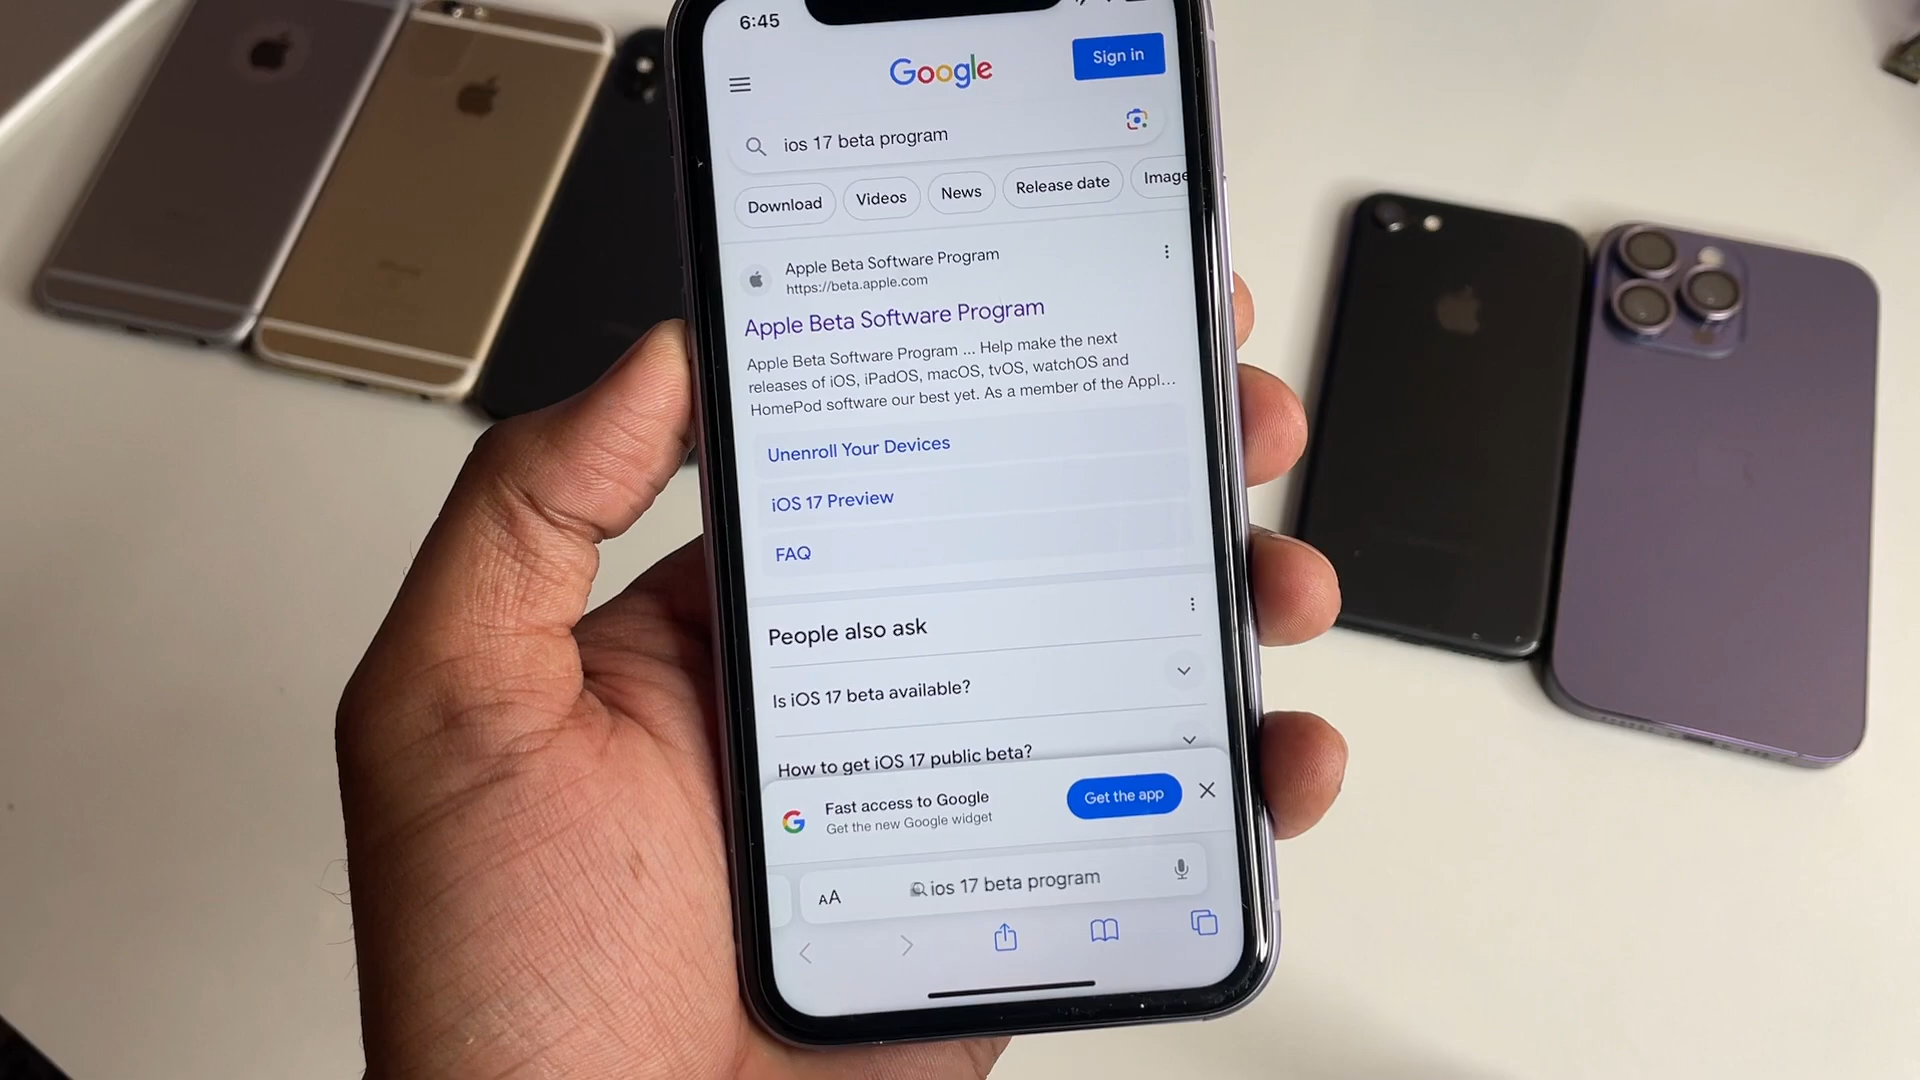 6:45
Google
Sign in
ios 17 beta program
Download
Videos
News
Release date
Image
Apple Beta Software Program
https://beta.apple.com
Apple Beta Software Program
Apple Beta Software Program ... Help make the next
releases of iOS, iPadOS, macOS, tvOS, watchOS and
HomePod software our best yet. As a member of the Appl...
Unenroll Your Devices
iOS 17 Preview
FAQ
People also ask
Is iOS 17 beta available?
How to get iOS 17 public beta?
G
Fast access to Google
Get the new Google widget
Get the app
AA
ios 17 beta program